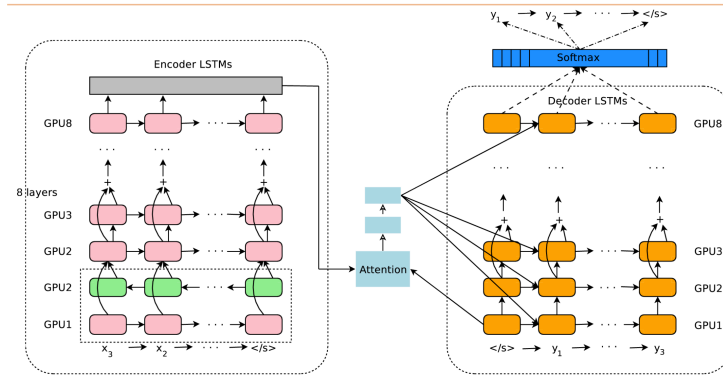 y1 y2 · · · </s>
Softmax
Encoder LSTMs
Decoder LSTMs
GPU8
GPU8
· · ·
· · ·
· · ·
· · ·
· · ·
· · ·
+ + +
8 layers
GPU3
· · ·
+ +
Attention
GPU2
· · ·
· · ·
GPU3
GPU2
· · ·
· · ·
GPU2
GPU1
· · ·
· · ·
GPU1
x3 x2 · · · </s>
</s> y1 · · · y3